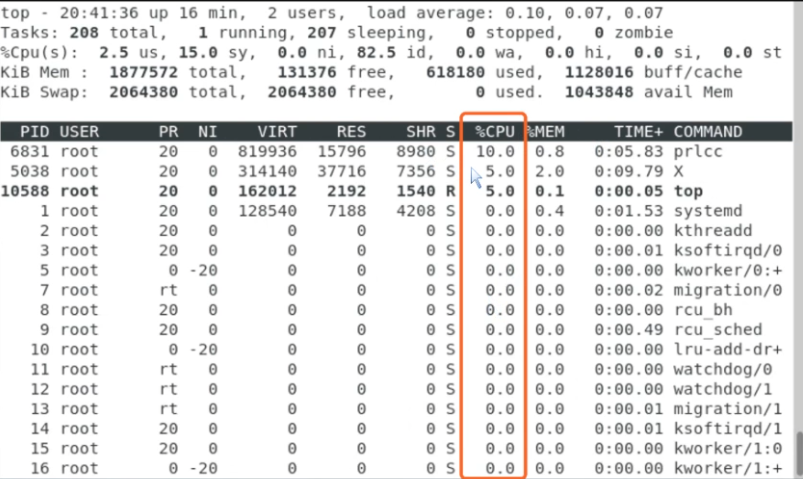 top - 20:41:36 up 16 min,  2 users,  load average: 0.10, 0.07, 0.07
Tasks: 208 total,   1 running, 207 sleeping,   0 stopped,   0 zombie
%Cpu(s):  2.5 us, 15.0 sy,  0.0 ni, 82.5 id,  0.0 wa,  0.0 hi,  0.0 si,  0.0 st
KiB Mem :  1877572 total,   131376 free,   618180 used,  1128016 buff/cache
KiB Swap:  2064380 total,  2064380 free,        0 used.  1043848 avail Mem
PID USER      PR  NI    VIRT    RES    SHR S  %CPU %MEM     TIME+ COMMAND
6831 root      20   0  819936  15796   8980 S  10.0  0.8   0:05.83 prlcc
5038 root      20   0  314140  37716   7356 S   5.0  2.0   0:09.79 X
10588 root      20   0  162012   2192   1540 R   5.0  0.1   0:00.05 top
1 root      20   0  128540   7188   4208 S   0.0  0.4   0:01.53 systemd
2 root      20   0       0      0      0 S   0.0  0.0   0:00.00 kthreadd
3 root      20   0       0      0      0 S   0.0  0.0   0:00.01 ksoftirqd/0
5 root       0 -20       0      0      0 S   0.0  0.0   0:00.00 kworker/0:+
7 root      rt   0       0      0      0 S   0.0  0.0   0:00.02 migration/0
8 root      20   0       0      0      0 S   0.0  0.0   0:00.00 rcu_bh
9 root      20   0       0      0      0 S   0.0  0.0   0:00.49 rcu_sched
10 root       0 -20       0      0      0 S   0.0  0.0   0:00.00 lru-add-dr+
11 root      rt   0       0      0      0 S   0.0  0.0   0:00.00 watchdog/0
12 root      rt   0       0      0      0 S   0.0  0.0   0:00.00 watchdog/1
13 root      rt   0       0      0      0 S   0.0  0.0   0:00.01 migration/1
14 root      20   0       0      0      0 S   0.0  0.0   0:00.01 ksoftirqd/1
15 root      20   0       0      0      0 S   0.0  0.0   0:00.00 kworker/1:0
16 root       0 -20       0      0      0 S   0.0  0.0   0:00.00 kworker/1:+